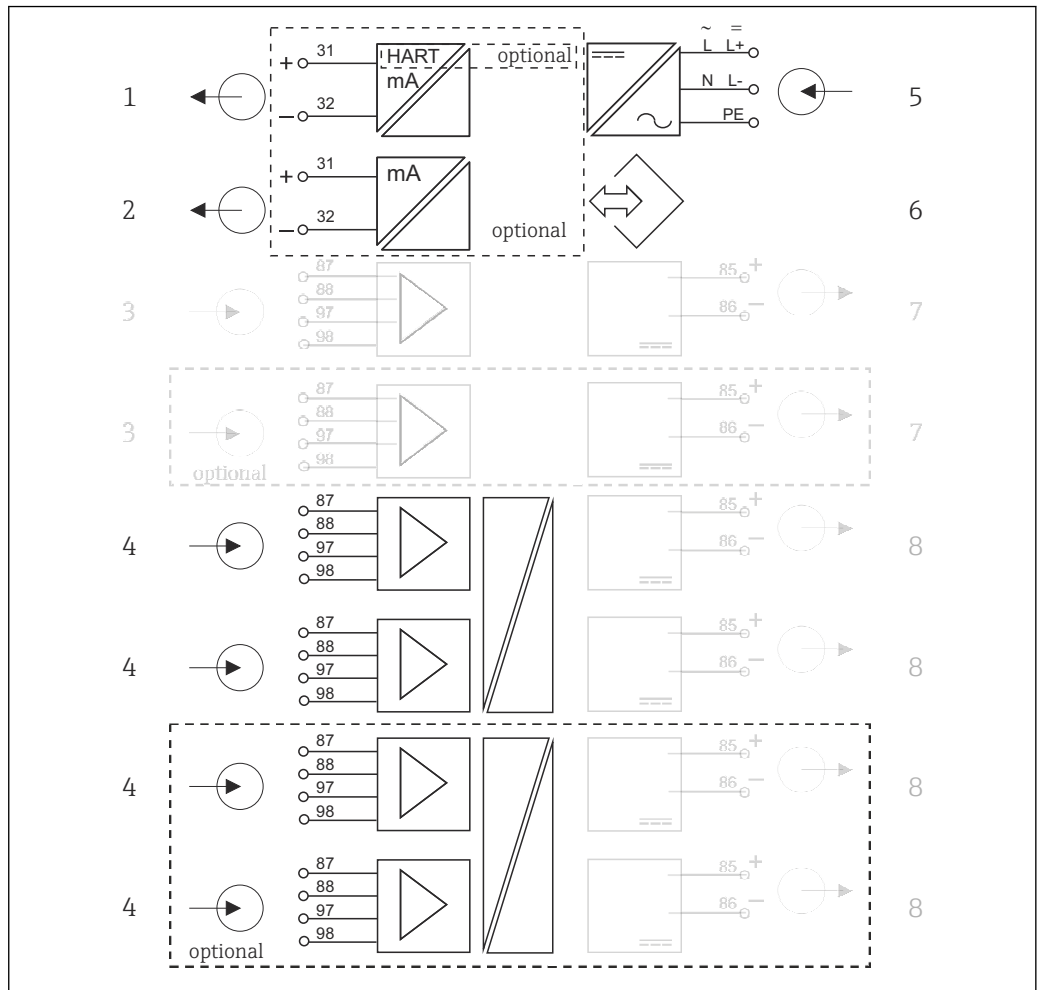 ~ =
+ 31 HART optional L L+
mA
1 5
N L-
- 32 PE
+ 31 mA
2 6
- 32 optional
87 85 +
88
3 97 86 - 7
98
87 85 +
88
3 97 86 - 7
98
optional
87 85 +
88
4 97 86 - 8
98
87 85 +
88
4 97 86 - 8
98
87 85 +
88
4 97 86 - 8
98
87 85 +
88
4 97 86 - 8
98
optional